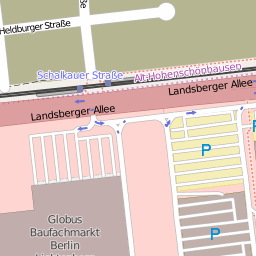 Heldburger Straße
Schalkauer Straße
Alt-Hohenschönhausen
Landsberger Allee
Landsberger Allee
P
P
P
Globus
Baufachmarkt
Berlin